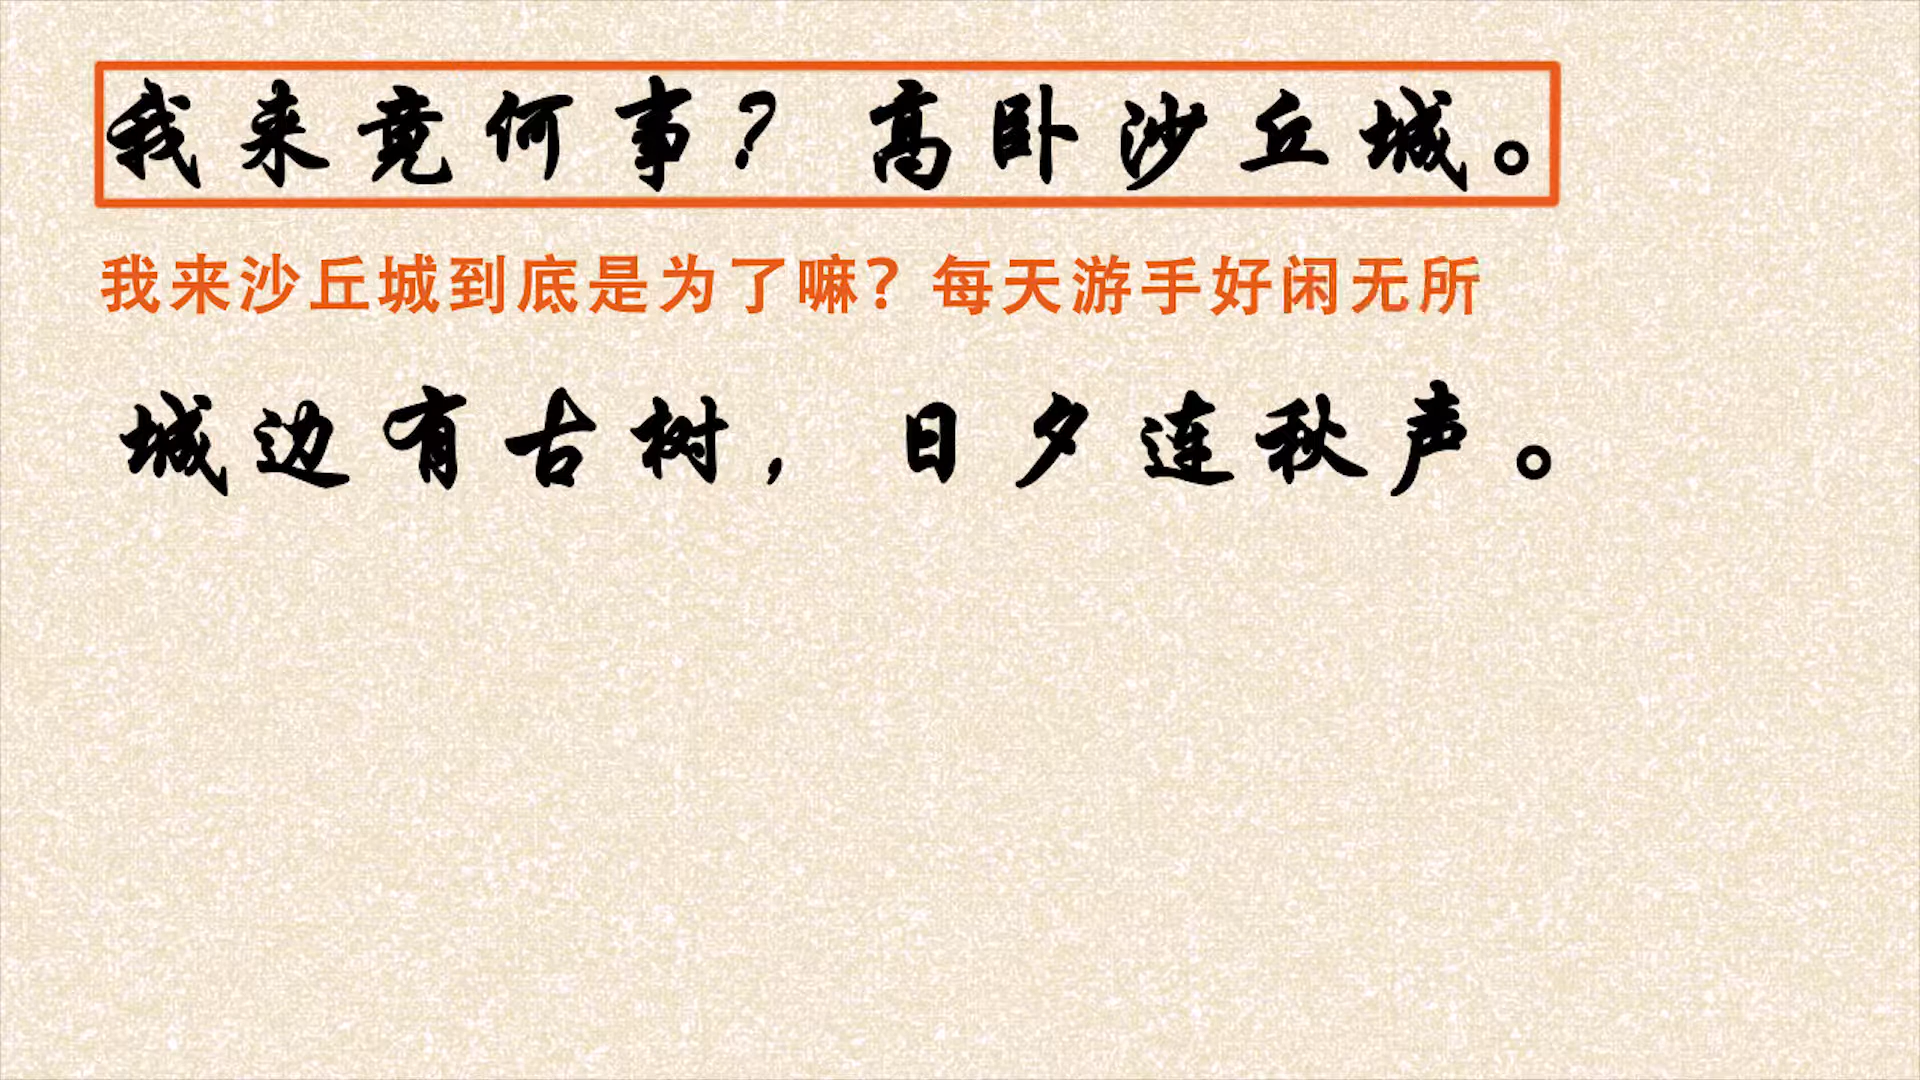 我来竟何事？高卧沙丘城。
我来沙丘城到底是为了嘛？每天游手好闲无所
城边有古树，日夕连秋声。